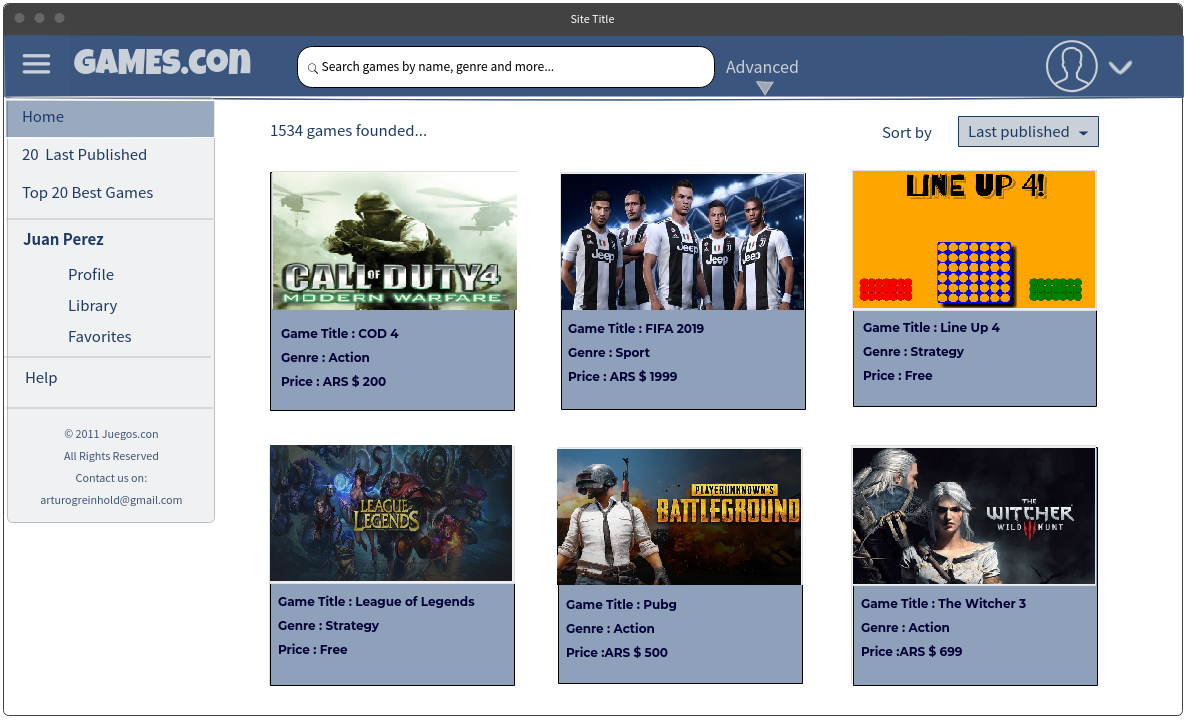 Site Title
GAMES.con
Search games by name, genre and more...
Advanced
Home
20 Last Published
Top 20 Best Games
Juan Perez
Profile
Library
Favorites
Help
© 2011 Juegos.con
All Rights Reserved
Contact us on:
arturogreinhold@gmail.com
1534 games founded...
Sort by
Last published
CALL OF DUTY 4
MODERN WARFARE
Game Title : COD 4
Genre : Action
Price : ARS $ 200
Jeep
Jeep
Jeep
Jeep
Game Title : FIFA 2019
Genre : Sport
Price : ARS $ 1999
LINE UP 4!
Game Title : Line Up 4
Genre : Strategy
Price : Free
LEAGUE
OF
LEGENDS
Game Title : League of Legends
Genre : Strategy
Price : Free
PLAYERUNKNOWN'S
BATTLEGROUND
Game Title : Pubg
Genre : Action
Price :ARS $ 500
THE
WITCHER
WILD HUNT
Game Title : The Witcher 3
Genre : Action
Price :ARS $ 699